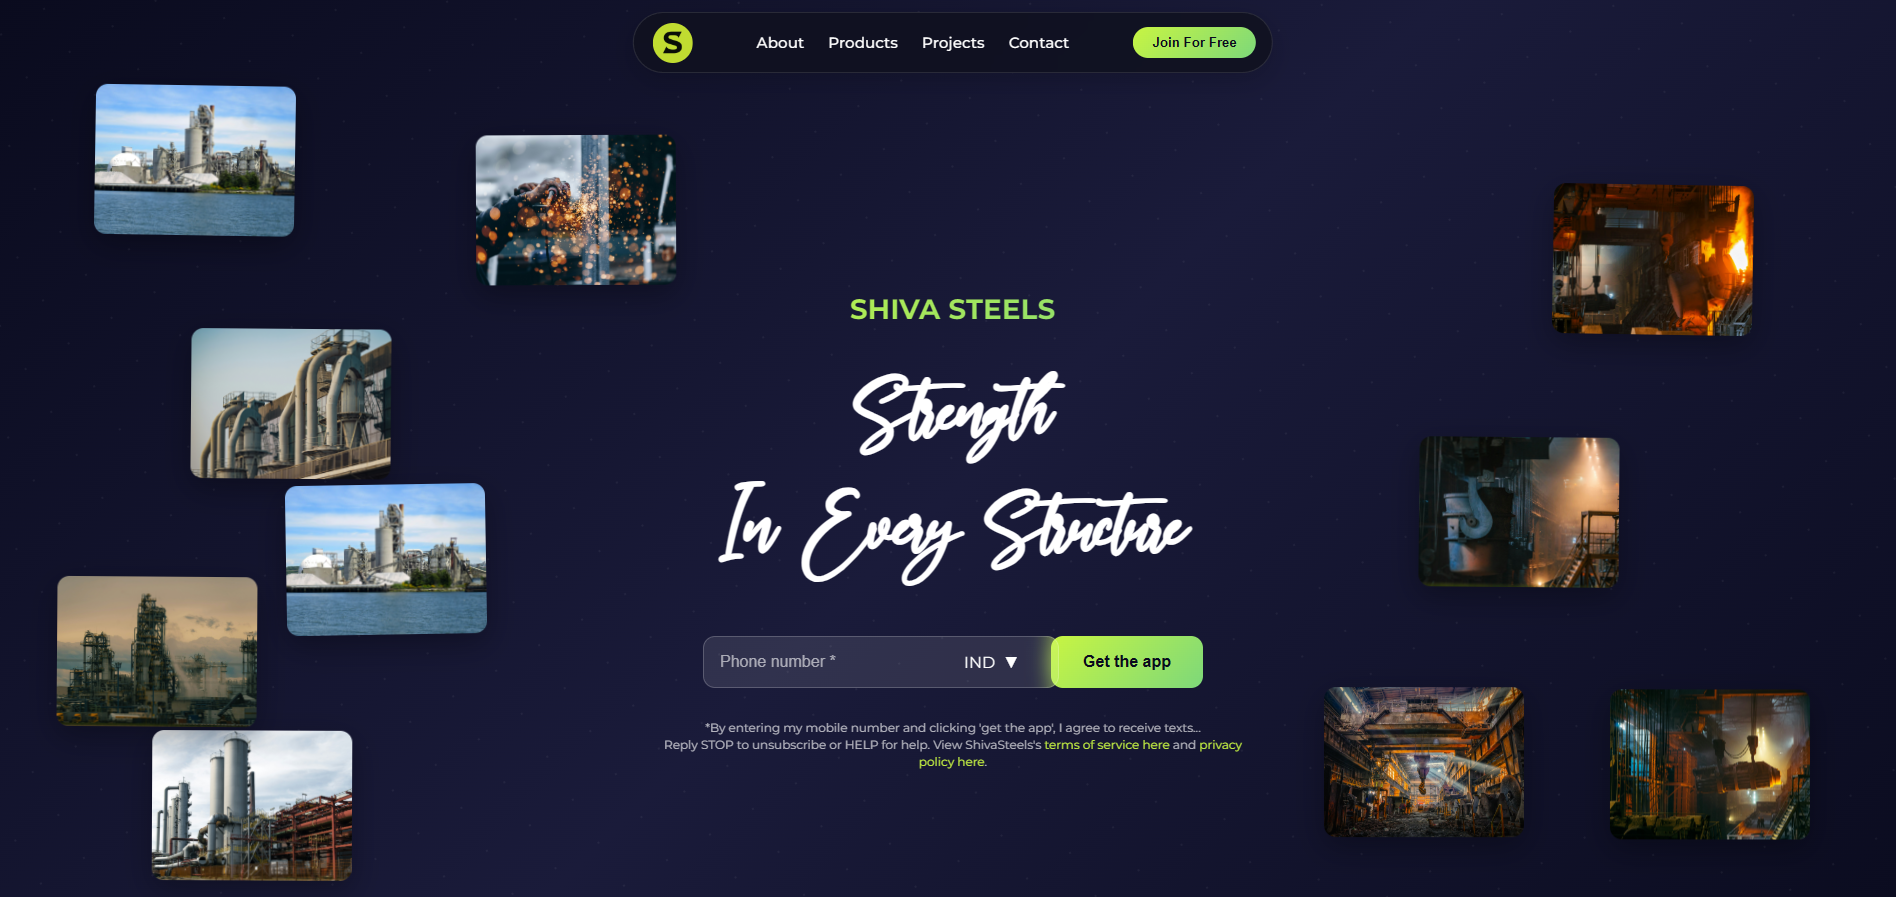 S
About Products Projects Contact
Join For Free
SHIVA STEELS
Strength
In Every Structure
Phone number *
IND ▼
Get the app
*By entering my mobile number and clicking 'get the app', I agree to receive texts...
Reply STOP to unsubscribe or HELP for help. View ShivaSteels's terms of service here and privacy
policy here.